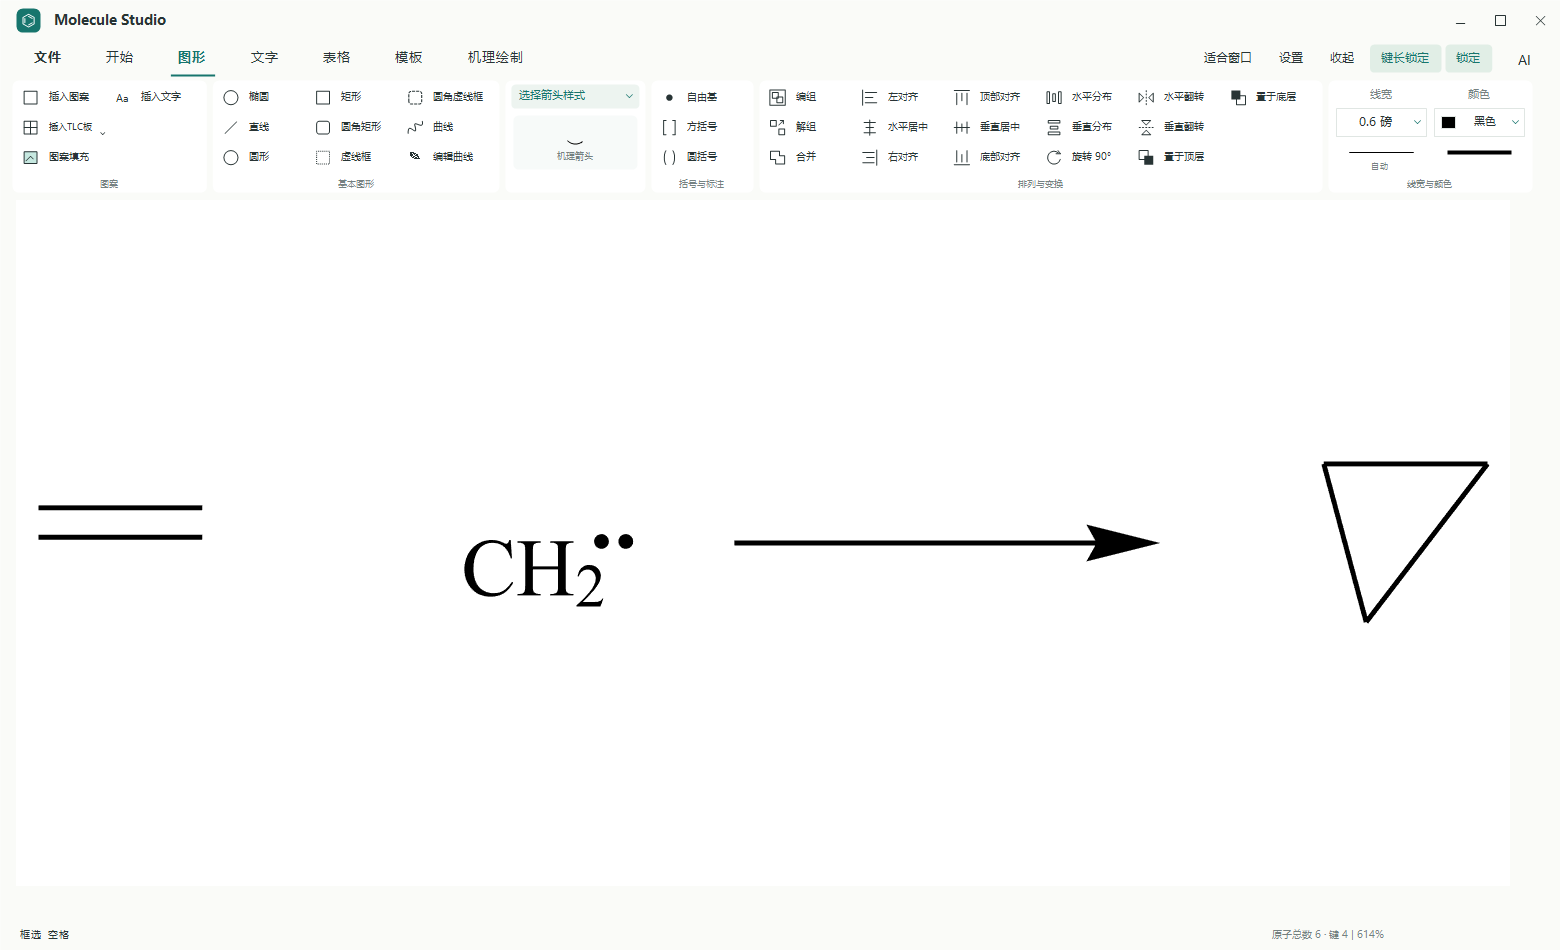 Molecule Studio
文件 开始 图形 文字 表格 模板 机理绘制 适合窗口 设置 收起 键长锁定 锁定 AI
插入图案 Aa 插入文字 椭圆 矩形 圆角虚线框 选择箭头样式 自由基 编组 左对齐 顶部对齐 水平分布 水平翻转 置于底层 线宽 颜色
插入TLC板 直线 圆角矩形 曲线 方括号 解组 水平居中 垂直居中 垂直分布 垂直翻转 0.6 磅 黑色
图案填充 圆形 虚线框 编辑曲线 机理箭头 圆括号 合并 右对齐 底部对齐 旋转 90° 置于顶层 自动
图案 基本图形 括号与标注 排列与变换 线宽与颜色
CH2
框选 空格 原子总数 6 · 键 4 | 614%